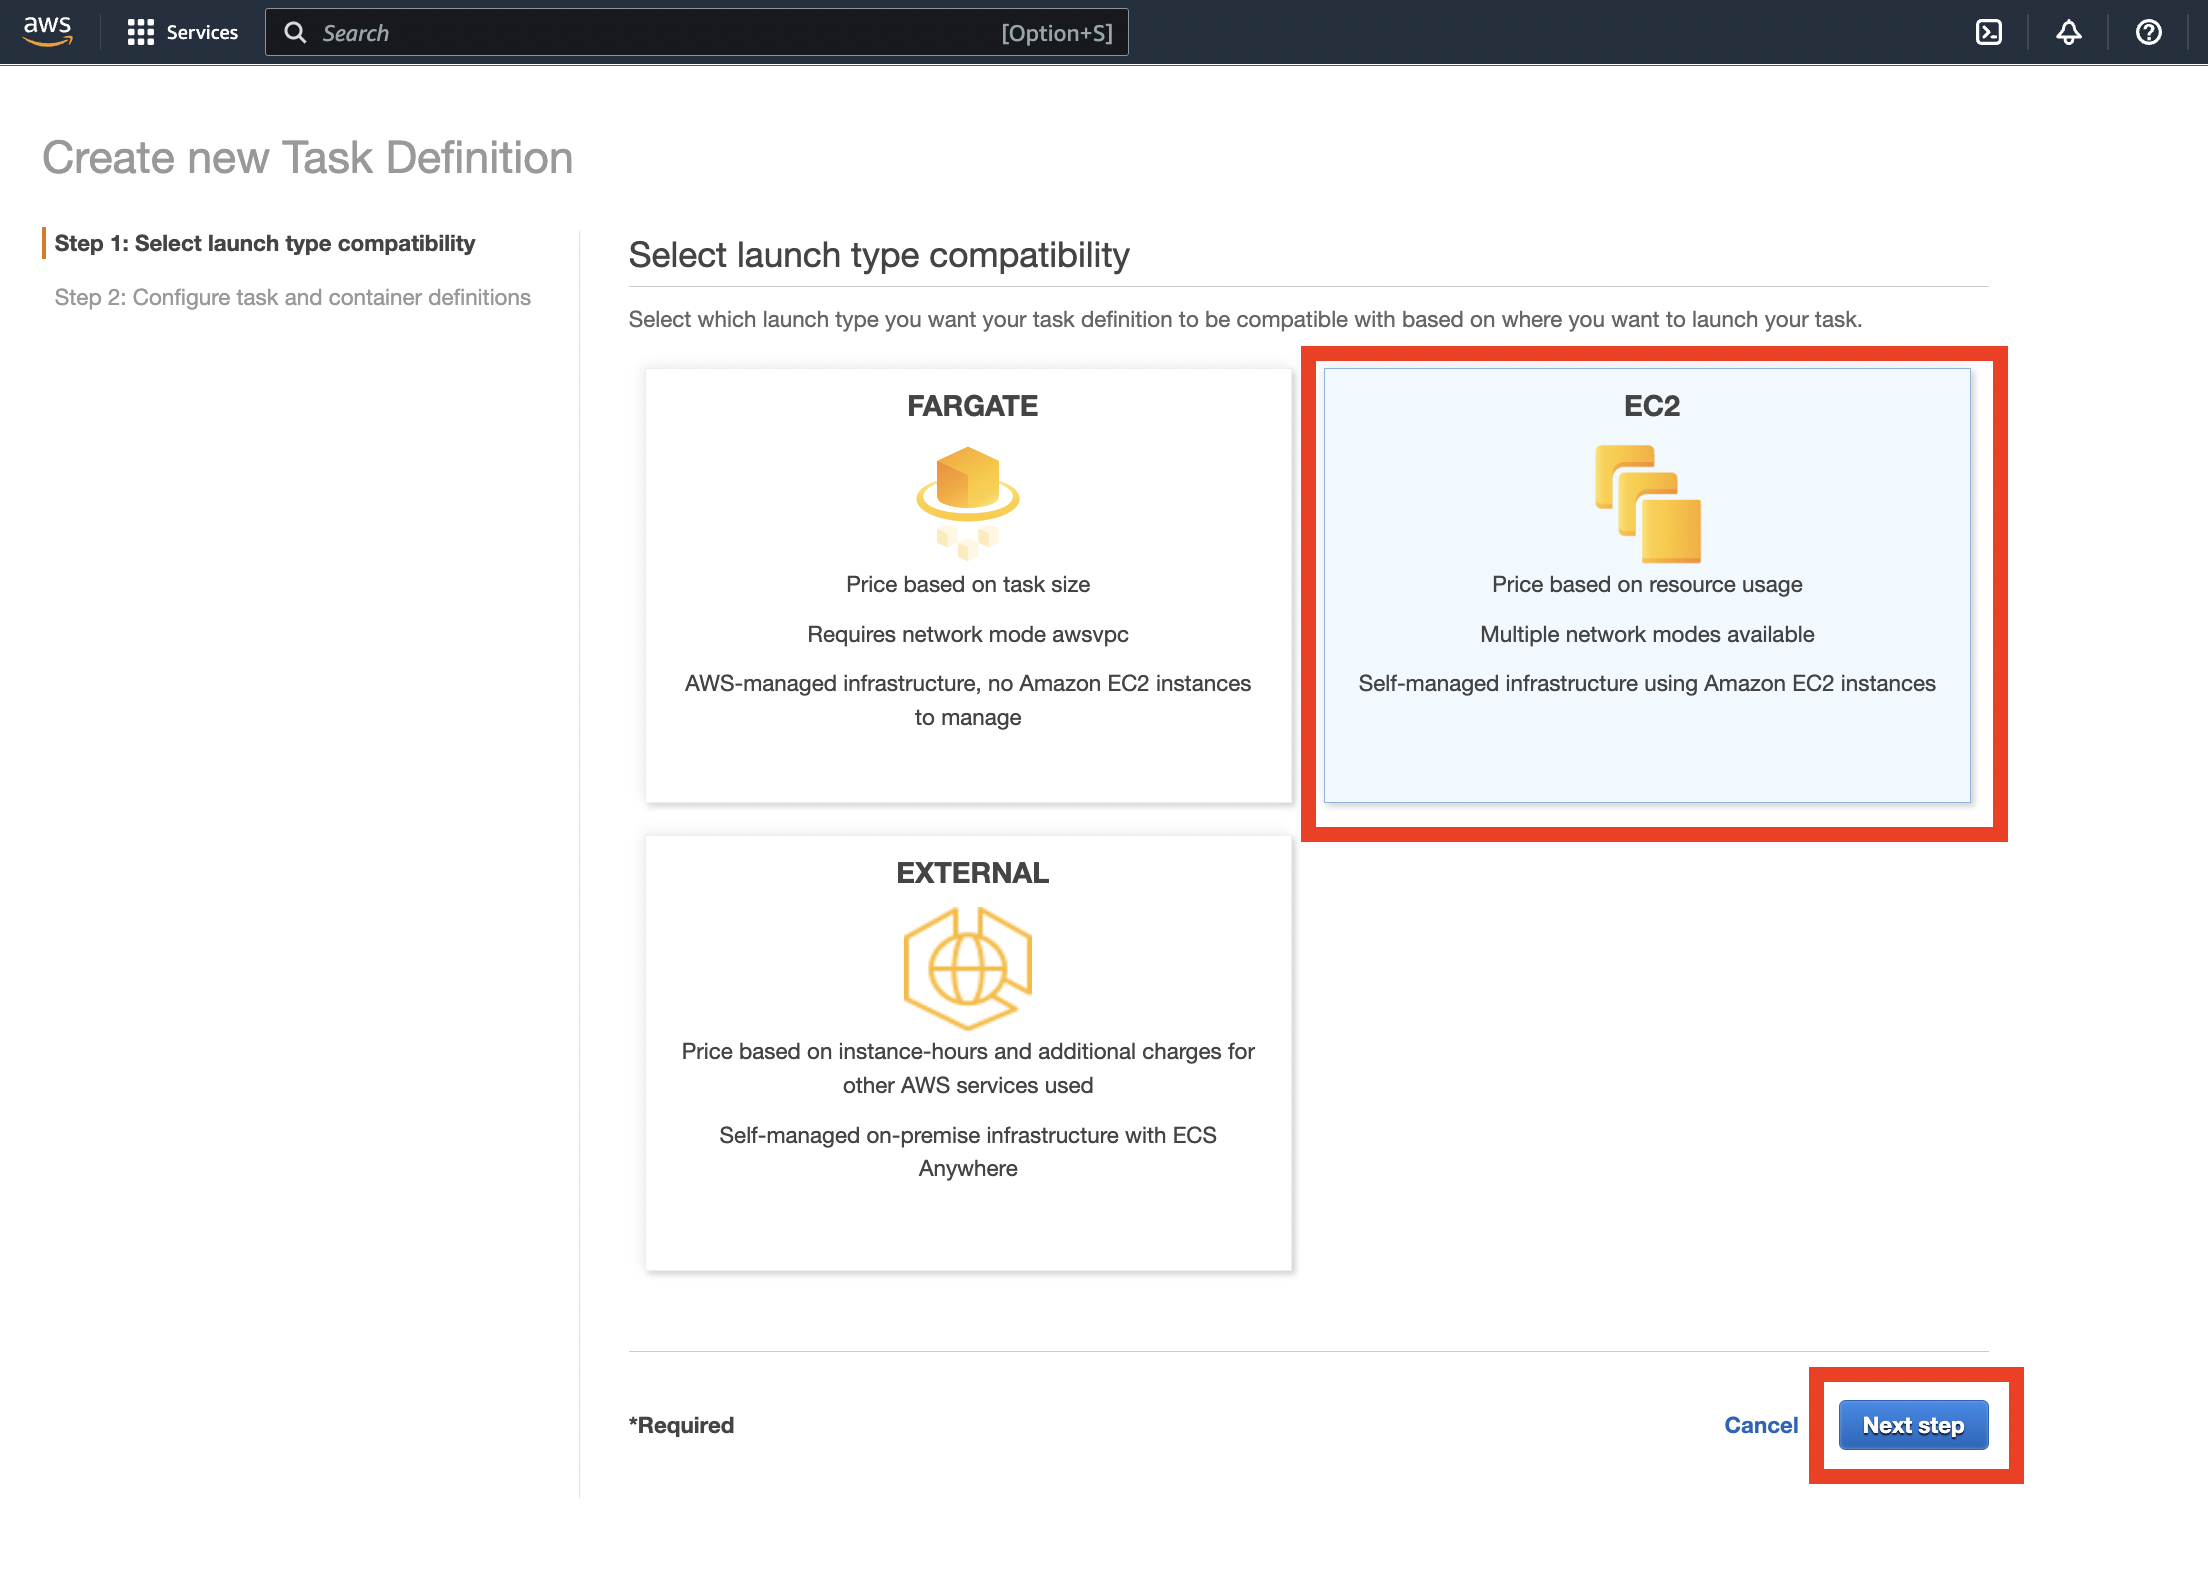 aws
Services
Search
[Option+S]
Create new Task Definition
Step 1: Select launch type compatibility
Step 2: Configure task and container definitions
Select launch type compatibility
Select which launch type you want your task definition to be compatible with based on where you want to launch your task.
FARGATE
Price based on task size
Requires network mode awsvpc
AWS-managed infrastructure, no Amazon EC2 instances
to manage
EC2
Price based on resource usage
Multiple network modes available
Self-managed infrastructure using Amazon EC2 instances
EXTERNAL
Price based on instance-hours and additional charges for
other AWS services used
Self-managed on-premise infrastructure with ECS
Anywhere
*Required
Cancel
Next step